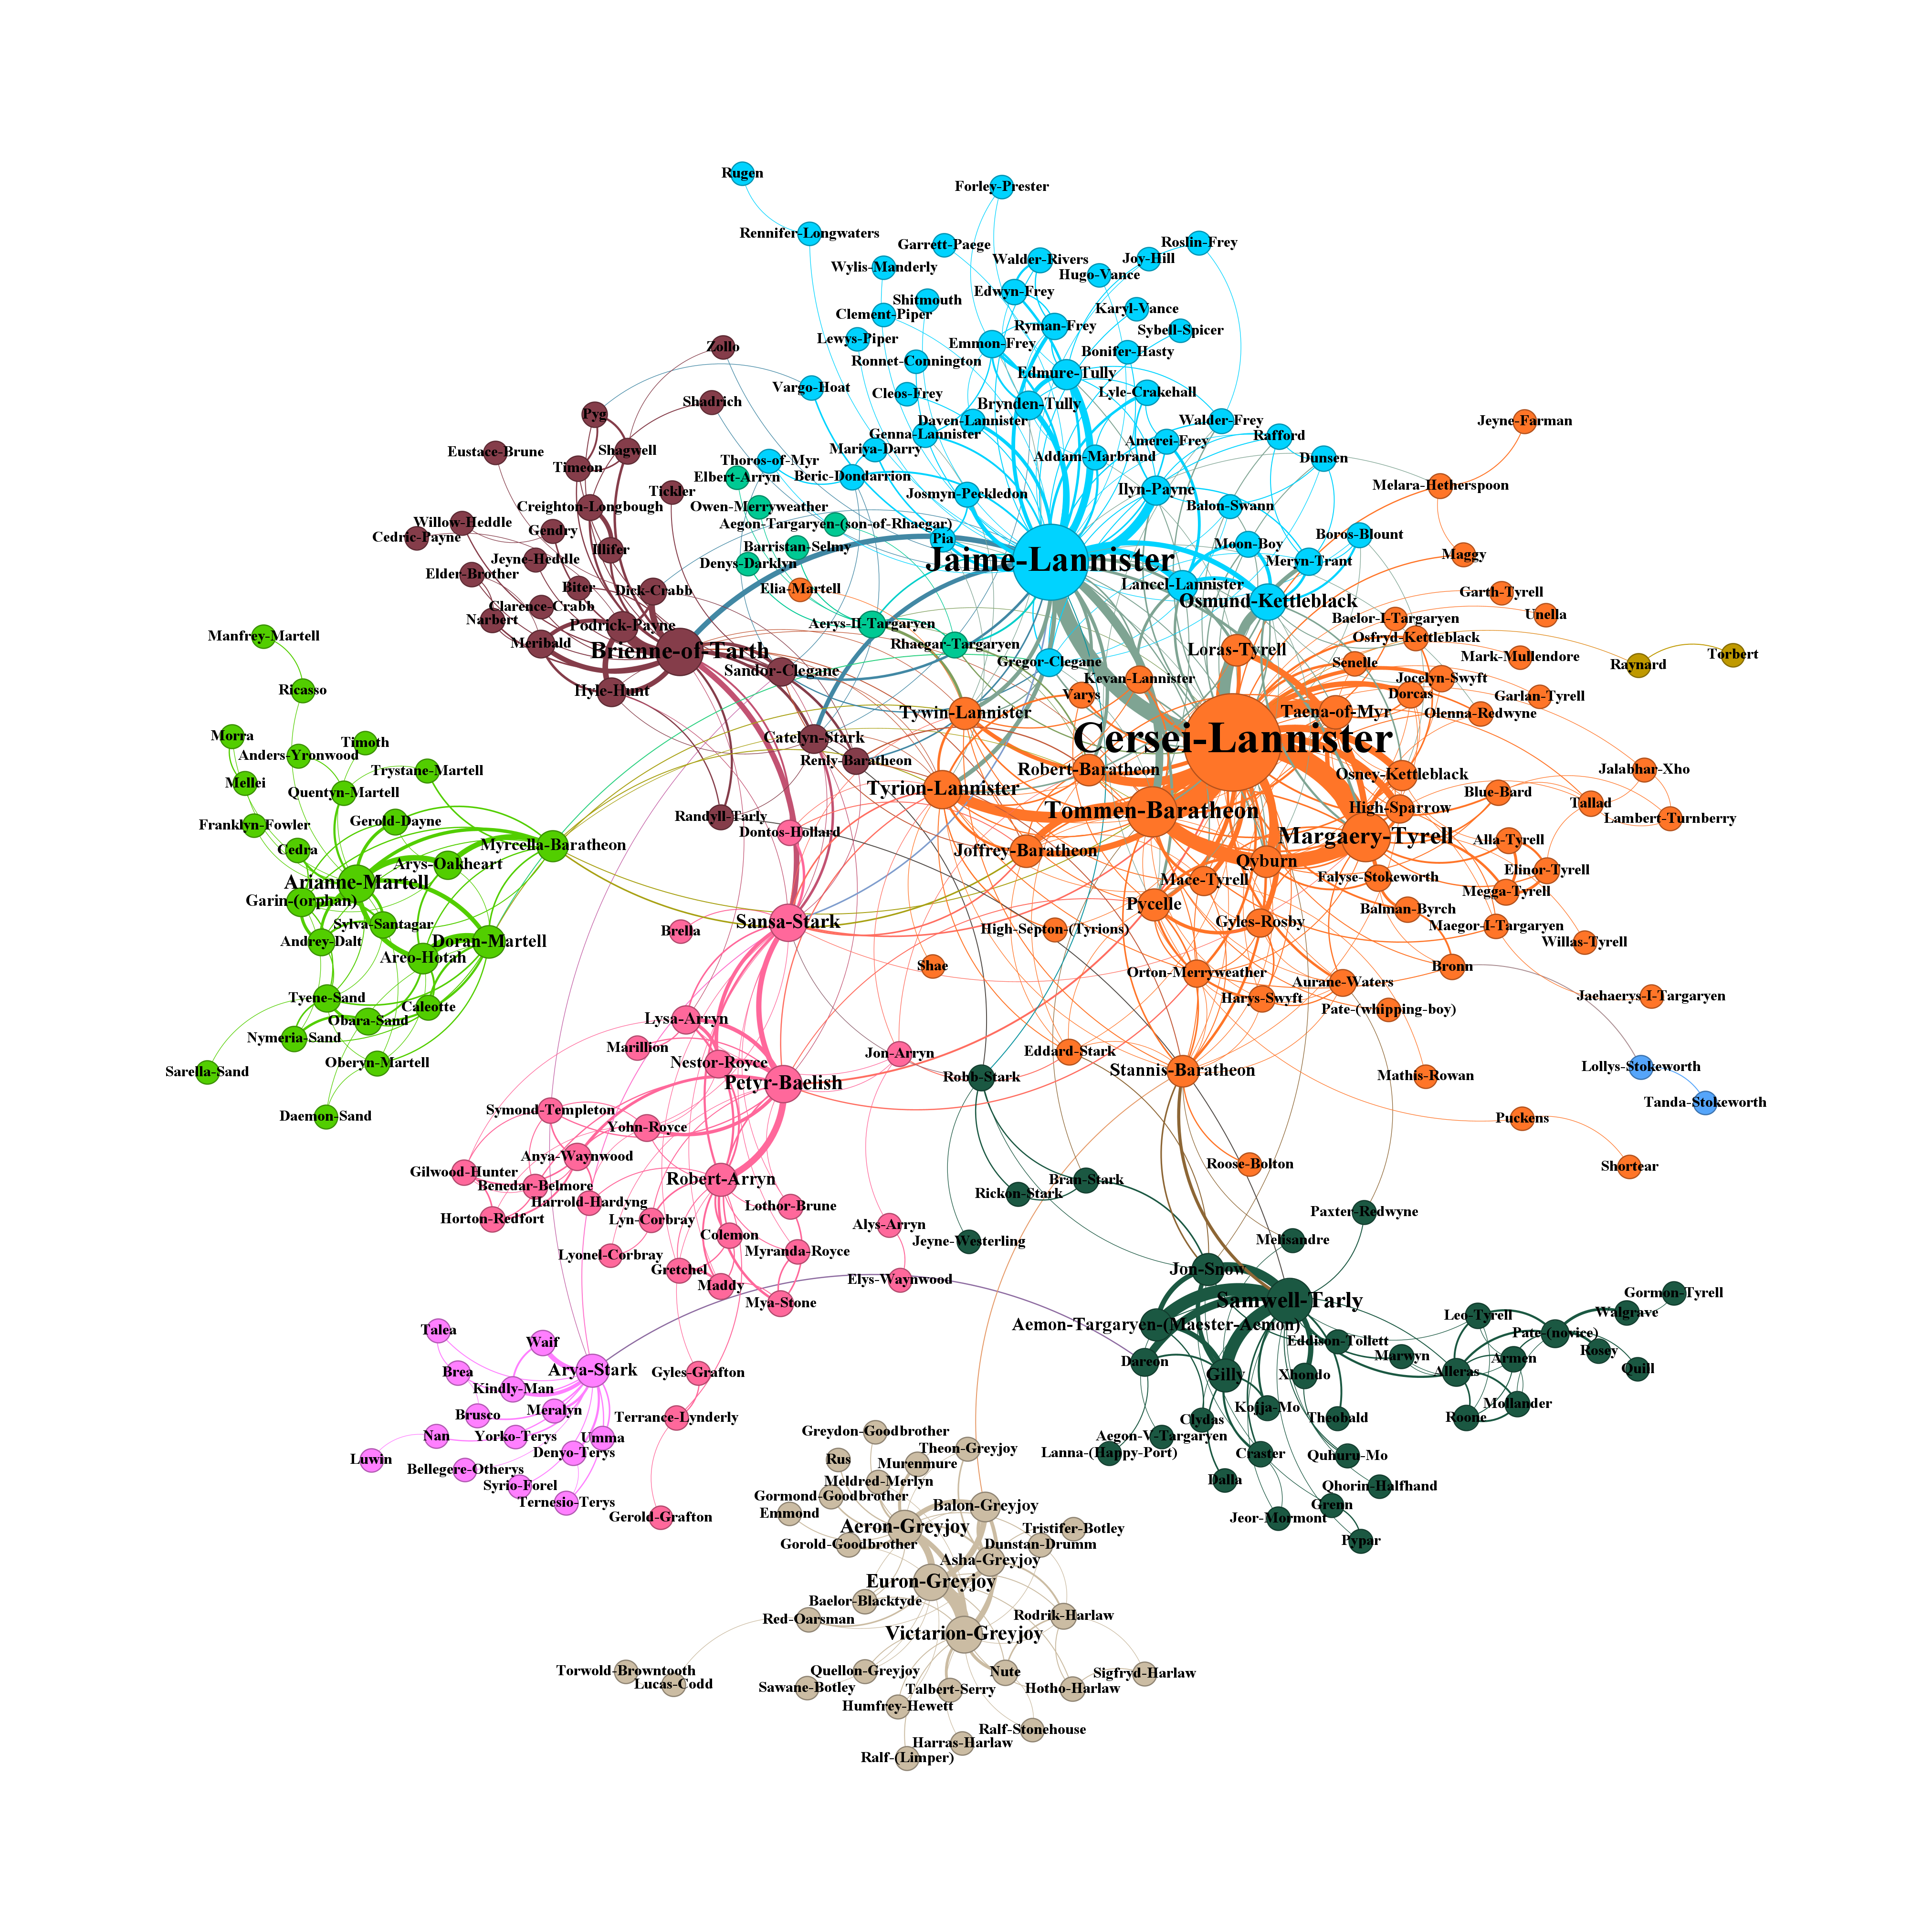 Rugen
Forley-Prester
Rennifer-Longwaters
Garrett-Paege
Roslin-Frey
Walder-Rivers
Joy-Hill
Wylis-Manderly
Hugo-Vance
Edwyn-Frey
Shitmouth
Karyl-Vance
Clement-Piper
Ryman-Frey
Sybell-Spicer
Lewys-Piper
Emmon-Frey
Zollo
Bonifer-Hasty
Ronnet-Connington
Edmure-Tully
Vargo-Hoat
Cleos-Frey
Lyle-Crakehall
Shadrich
Brynden-Tully
Pyg
Daven-Lannister
Walder-Frey
Jeyne-Farman
Genna-Lannister
Rafford
Eustace-Brune
Shagwell
Mariya-Darry
Amerei-Frey
Addam-Marbrand
Dunsen
Timeon
Thoros-of-Myr
Elbert-Arryn
Beric-Dondarrion
Melara-Hetherspoon
Tickler
Josmyn-Peckledon
Ilyn-Payne
Creighton-Longbough
Owen-Merryweather
Balon-Swann
Willow-Heddle
Aegon-Targaryen-(son-of-Rhaegar)
Gendry
Cedric-Payne
Pia
Boros-Blount
Illifer
Barristan-Selmy
Moon-Boy
Maggy
Jeyne-Heddle
Denys-Darklyn
Jaime-Lannister
Meryn-Trant
Elder-Brother
Biter
Elia-Martell
Lancel-Lannister
Dick-Crabb
Garth-Tyrell
Clarence-Crabb
Osmund-Kettleblack
Unella
Narbert
Podrick-Payne
Aerys-II-Targaryen
Baelor-I-Targaryen
Manfrey-Martell
Meribald
Rhaegar-Targaryen
Osfryd-Kettleblack
Brienne-of-Tarth
Loras-Tyrell
Mark-Mullendore
Torbert
Sandor-Clegane
Gregor-Clegane
Senelle
Raynard
Kevan-Lannister
Jocelyn-Swyft
Ricasso
Hyle-Hunt
Varys
Dorcas
Garlan-Tyrell
Tywin-Lannister
Taena-of-Myr
Olenna-Redwyne
Morra
Timoth
Catelyn-Stark
Cersei-Lannister
Anders-Yronwood
Renly-Baratheon
Trystane-Martell
Robert-Baratheon
Osney-Kettleblack
Jalabhar-Xho
Mellei
Tyrion-Lannister
Quentyn-Martell
Blue-Bard
High-Sparrow
Tallad
Tommen-Baratheon
Randyll-Tarly
Lambert-Turnberry
Franklyn-Fowler
Gerold-Dayne
Dontos-Hollard
Margaery-Tyrell
Alla-Tyrell
Myrcella-Baratheon
Cedra
Joffrey-Baratheon
Qyburn
Arys-Oakheart
Elinor-Tyrell
Arianne-Martell
Mace-Tyrell
Falyse-Stokeworth
Megga-Tyrell
Garin-(orphan)
Pycelle
Balman-Byrch
Sylva-Santagar
Sansa-Stark
Gyles-Rosby
Maegor-I-Targaryen
Brella
High-Septon-(Tyrions)
Andrey-Dalt
Doran-Martell
Willas-Tyrell
Areo-Hotah
Shae
Bronn
Orton-Merryweather
Aurane-Waters
Tyene-Sand
Harys-Swyft
Jaehaerys-I-Targaryen
Caleotte
Pate-(whipping-boy)
Obara-Sand
Lysa-Arryn
Nymeria-Sand
Marillion
Jon-Arryn
Eddard-Stark
Oberyn-Martell
Nestor-Royce
Lollys-Stokeworth
Sarella-Sand
Stannis-Baratheon
Mathis-Rowan
Robb-Stark
Petyr-Baelish
Tanda-Stokeworth
Symond-Templeton
Daemon-Sand
Puckens
Yohn-Royce
Anya-Waynwood
Roose-Bolton
Shortear
Gilwood-Hunter
Robert-Arryn
Bran-Stark
Benedar-Belmore
Rickon-Stark
Harrold-Hardyng
Lothor-Brune
Paxter-Redwyne
Horton-Redfort
Lyn-Corbray
Alys-Arryn
Colemon
Jeyne-Westerling
Melisandre
Lyonel-Corbray
Myranda-Royce
Gretchel
Jon-Snow
Maddy
Elys-Waynwood
Gormon-Tyrell
Mya-Stone
Samwell-Tarly
Walgrave
Leo-Tyrell
Aemon-Targaryen-(Maester-Aemon)
Talea
Pate-(novice)
Eddison-Tollett
Waif
Rosey
Marwyn
Armen
Dareon
Arya-Stark
Quill
Brea
Gyles-Grafton
Gilly
Xhondo
Alleras
Kindly-Man
Mollander
Meralyn
Kojja-Mo
Brusco
Terrance-Lynderly
Clydas
Theobald
Roone
Greydon-Goodbrother
Nan
Yorko-Terys
Umma
Aegon-V-Targaryen
Theon-Greyjoy
Lanna-(Happy-Port)
Denyo-Terys
Rus
Craster
Quhuru-Mo
Luwin
Murenmure
Bellegere-Otherys
Meldred-Merlyn
Dalla
Syrio-Forel
Qhorin-Halfhand
Gormond-Goodbrother
Ternesio-Terys
Balon-Greyjoy
Grenn
Emmond
Gerold-Grafton
Jeor-Mormont
Aeron-Greyjoy
Tristifer-Botley
Pypar
Gorold-Goodbrother
Dunstan-Drumm
Asha-Greyjoy
Euron-Greyjoy
Baelor-Blacktyde
Red-Oarsman
Rodrik-Harlaw
Victarion-Greyjoy
Torwold-Browntooth
Quellon-Greyjoy
Nute
Sigfryd-Harlaw
Lucas-Codd
Sawane-Botley
Talbert-Serry
Hotho-Harlaw
Humfrey-Hewett
Ralf-Stonehouse
Harras-Harlaw
Ralf-(Limper)